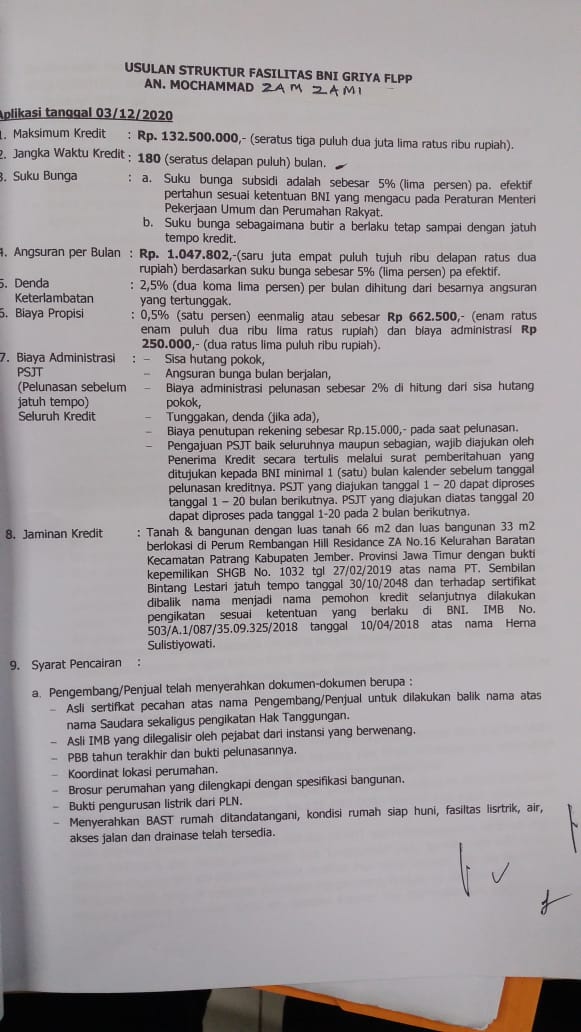 USULAN STRUKTUR FASILITAS BNI GRIYA FLPP
AN. MOCHAMMAD ZAM ZAMI
Aplikasi tanggal 03/12/2020
1. Maksimum Kredit : Rp. 132.500.000,- (seratus tiga puluh dua juta lima ratus ribu rupiah).
2. Jangka Waktu Kredit : 180 (seratus delapan puluh) bulan.
3. Suku Bunga : a. Suku bunga subsidi adalah sebesar 5% (lima persen) pa. efektif
pertahun sesuai ketentuan BNI yang mengacu pada Peraturan Menteri
Pekerjaan Umum dan Perumahan Rakyat.
b. Suku bunga sebagaimana butir a berlaku tetap sampai dengan jatuh
tempo kredit.
4. Angsuran per Bulan : Rp. 1.047.802,-(saru juta empat puluh tujuh ribu delapan ratus dua
rupiah) berdasarkan suku bunga sebesar 5% (lima persen) pa efektif.
5. Denda : 2,5% (dua koma lima persen) per bulan dihitung dari besarnya angsuran
Keterlambatan yang tertunggak.
6. Biaya Propisi : 0,5% (satu persen) eenmalig atau sebesar Rp 662.500,- (enam ratus
enam puluh dua ribu lima ratus rupiah) dan biaya administrasi Rp
250.000,- (dua ratus lima puluh ribu rupiah).
7. Biaya Administrasi : – Sisa hutang pokok,
PSJT – Angsuran bunga bulan berjalan,
(Pelunasan sebelum – Biaya administrasi pelunasan sebesar 2% di hitung dari sisa hutang
jatuh tempo) pokok,
Seluruh Kredit – Tunggakan, denda (jika ada),
– Biaya penutupan rekening sebesar Rp.15.000,- pada saat pelunasan.
– Pengajuan PSJT baik seluruhnya maupun sebagian, wajib diajukan oleh
Penerima Kredit secara tertulis melalui surat pemberitahuan yang
ditujukan kepada BNI minimal 1 (satu) bulan kalender sebelum tanggal
pelunasan kreditnya. PSJT yang diajukan tanggal 1 – 20 dapat diproses
tanggal 1 – 20 bulan berikutnya. PSJT yang diajukan diatas tanggal 20
dapat diproses pada tanggal 1-20 pada 2 bulan berikutnya.
8. Jaminan Kredit : Tanah & bangunan dengan luas tanah 66 m2 dan luas bangunan 33 m2
berlokasi di Perum Rembangan Hill Residance ZA No.16 Kelurahan Baratan
Kecamatan Patrang Kabupaten Jember. Provinsi Jawa Timur dengan bukti
kepemilikan SHGB No. 1032 tgl 27/02/2019 atas nama PT. Sembilan
Bintang Lestari jatuh tempo tanggal 30/10/2048 dan terhadap sertifikat
dibalik nama menjadi nama pemohon kredit selanjutnya dilakukan
pengikatan sesuai ketentuan yang berlaku di BNI. IMB No.
503/A.1/087/35.09.325/2018 tanggal 10/04/2018 atas nama Herna
Sulistiyowati.
9. Syarat Pencairan :
a. Pengembang/Penjual telah menyerahkan dokumen-dokumen berupa :
– Asli sertifkat pecahan atas nama Pengembang/Penjual untuk dilakukan balik nama atas
nama Saudara sekaligus pengikatan Hak Tanggungan.
– Asli IMB yang dilegalisir oleh pejabat dari instansi yang berwenang.
– PBB tahun terakhir dan bukti pelunasannya.
– Koordinat lokasi perumahan.
– Brosur perumahan yang dilengkapi dengan spesifikasi bangunan.
– Bukti pengurusan listrik dari PLN.
– Menyerahkan BAST rumah ditandatangani, kondisi rumah siap huni, fasiltas lisrtrik, air,
akses jalan dan drainase telah tersedia.